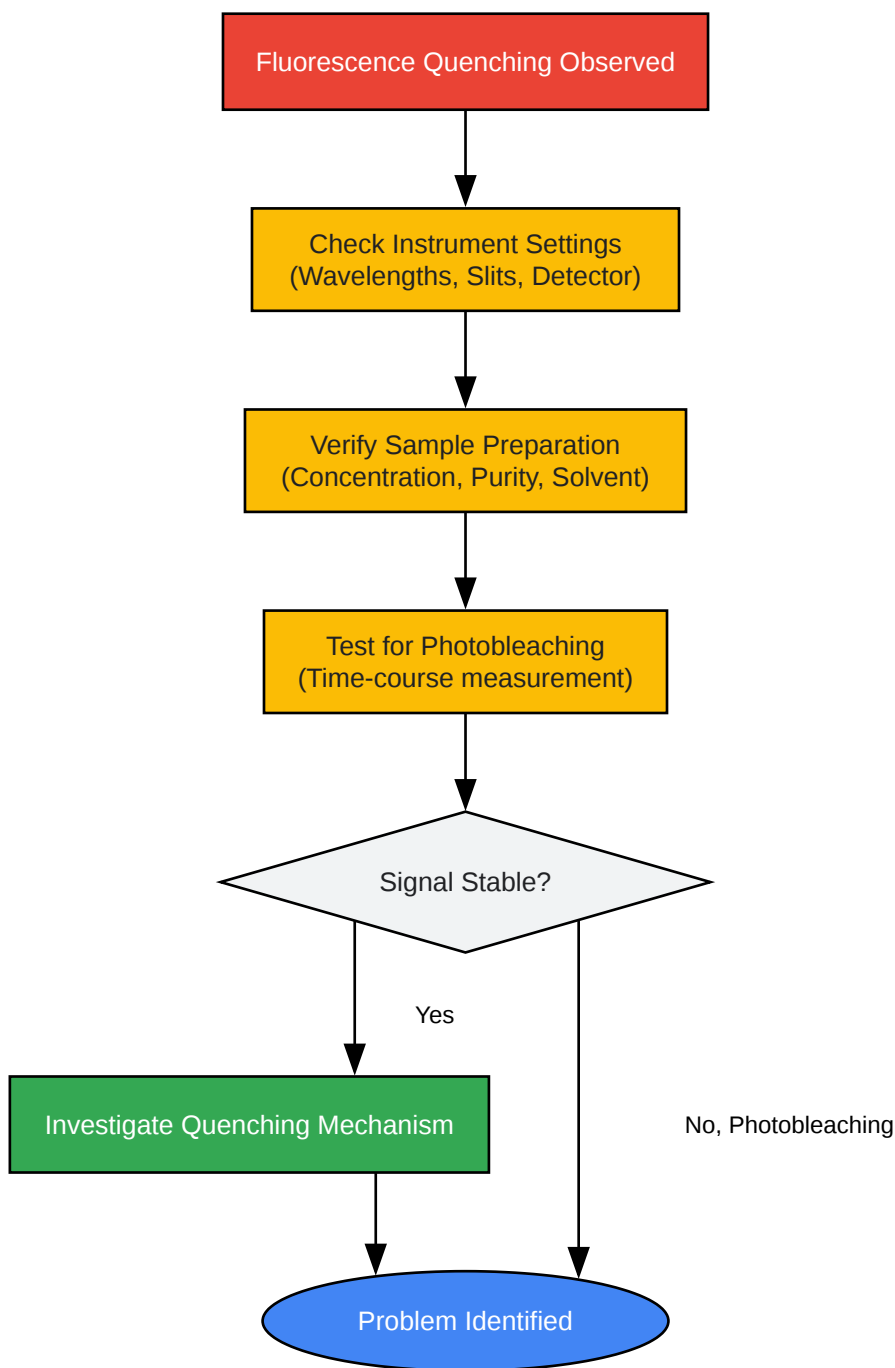 Fluorescence Quenching Observed
Check Instrument Settings
(Wavelengths, Slits, Detector)
Verify Sample Preparation
(Concentration, Purity, Solvent)
Test for Photobleaching
(Time-course measurement)
Signal Stable?
Yes
Investigate Quenching Mechanism
No, Photobleaching
Problem Identified